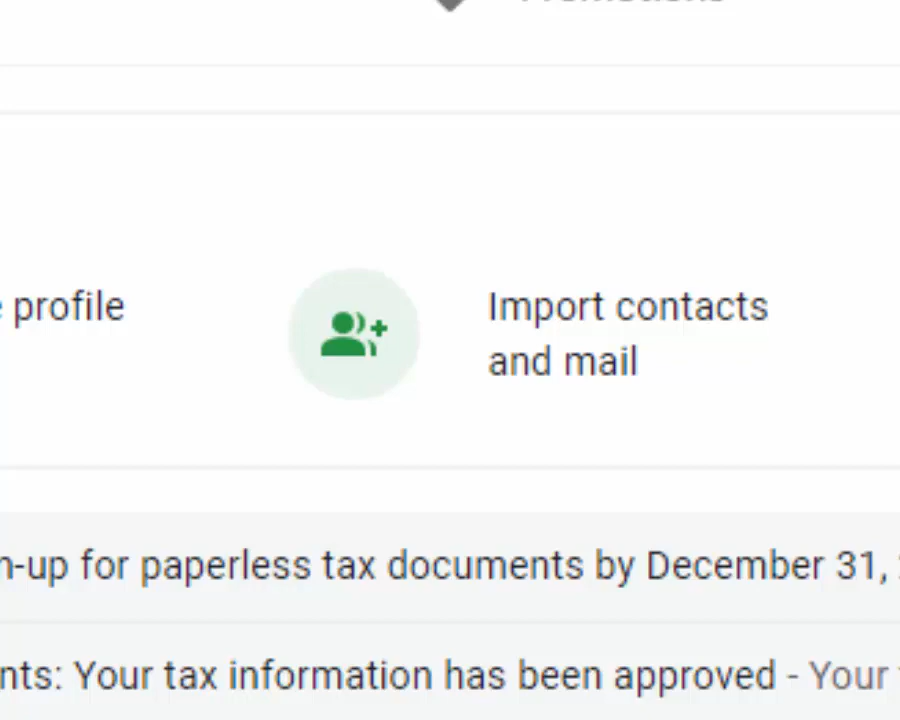 Promotions
profile
Import contacts
and mail
-up for paperless tax documents by December 31,
nts: Your tax information has been approved - Your